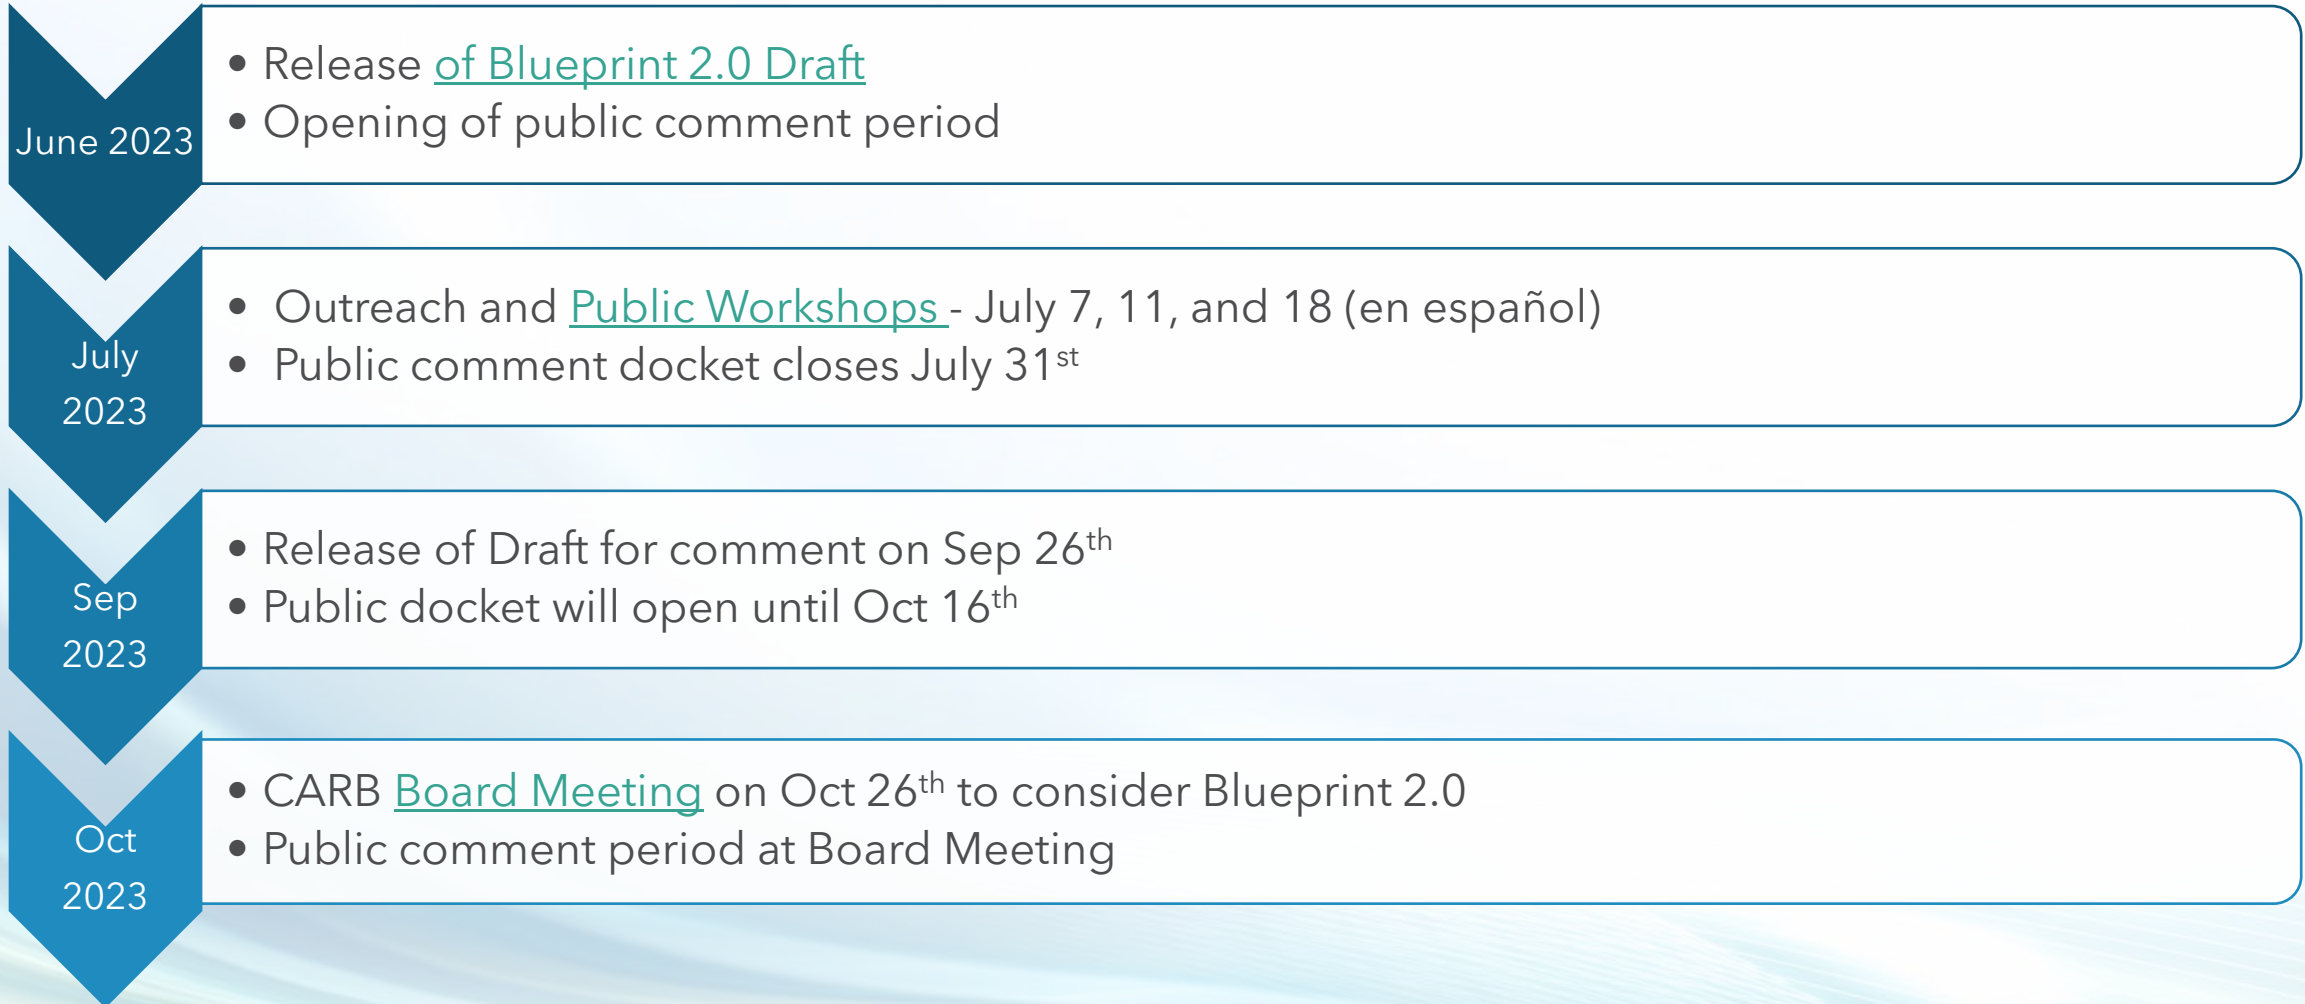 June 2023
• Release of Blueprint 2.0 Draft
• Opening of public comment period
July
2023
• Outreach and Public Workshops - July 7, 11, and 18 (en español)
• Public comment docket closes July 31st
Sep
2023
• Release of Draft for comment on Sep 26th
• Public docket will open until Oct 16th
Oct
2023
• CARB Board Meeting on Oct 26th to consider Blueprint 2.0
• Public comment period at Board Meeting